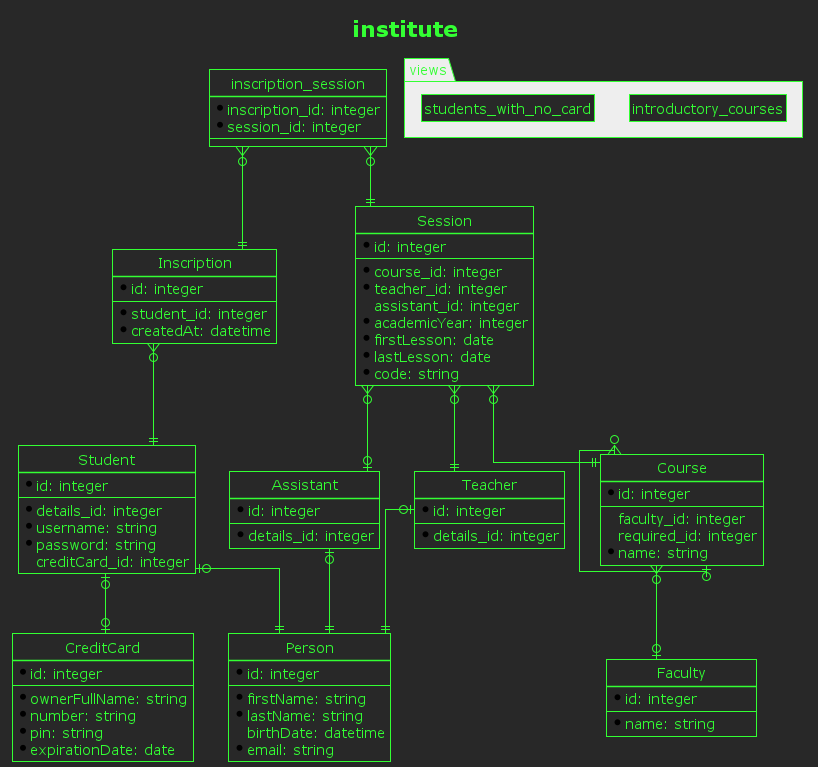 institute
inscription_session
inscription_id: integer
session_id: integer
views
students_with_no_card
introductory_courses
Session
id: integer
course_id: integer
teacher_id: integer
assistant_id: integer
academicYear: integer
firstLesson: date
lastLesson: date
code: string
Inscription
id: integer
student_id: integer
createdAt: datetime
Student
id: integer
details_id: integer
username: string
password: string
creditCard_id: integer
Assistant
id: integer
details_id: integer
Teacher
id: integer
details_id: integer
Course
id: integer
faculty_id: integer
required_id: integer
name: string
CreditCard
id: integer
ownerFullName: string
number: string
pin: string
expirationDate: date
Person
id: integer
firstName: string
lastName: string
birthDate: datetime
email: string
Faculty
id: integer
name: string